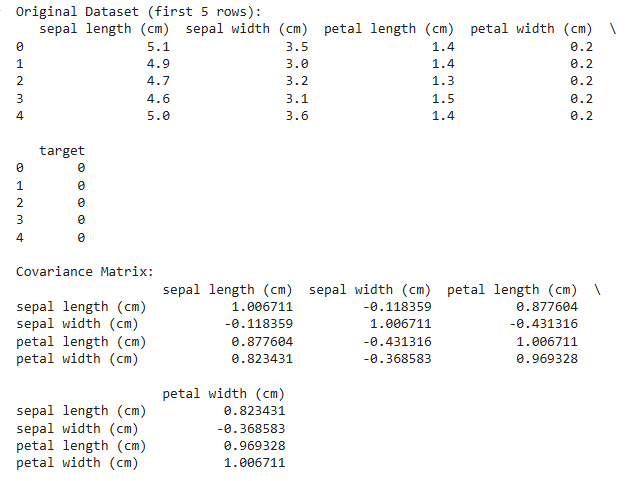 Original Dataset (first 5 rows):
   sepal length (cm)  sepal width (cm)  petal length (cm)  petal width (cm)  \
0                5.1               3.5                1.4               0.2
1                4.9               3.0                1.4               0.2
2                4.7               3.2                1.3               0.2
3                4.6               3.1                1.5               0.2
4                5.0               3.6                1.4               0.2

   target
0       0
1       0
2       0
3       0
4       0

Covariance Matrix:
                   sepal length (cm)  sepal width (cm)  petal length (cm)  \
sepal length (cm)           1.006711         -0.118359           0.877604
sepal width (cm)           -0.118359          1.006711          -0.431316
petal length (cm)           0.877604         -0.431316           1.006711
petal width (cm)            0.823431         -0.368583           0.969328

                   petal width (cm)
sepal length (cm)          0.823431
sepal width (cm)          -0.368583
petal length (cm)          0.969328
petal width (cm)           1.006711